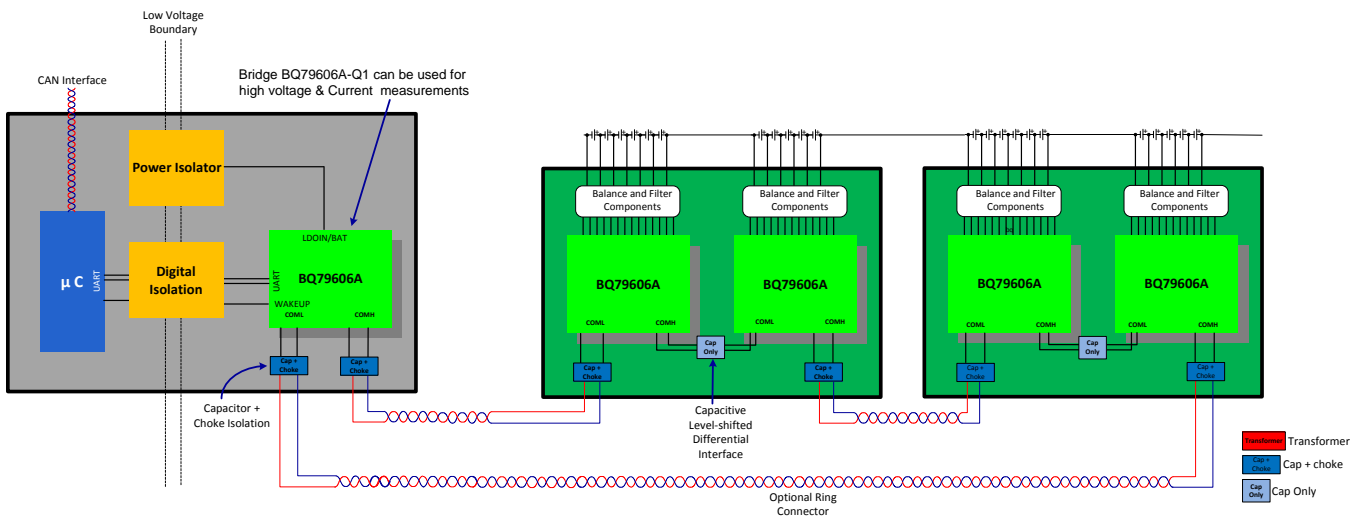 Low Voltage
Boundary
CAN Interface
Bridge BQ79606A-Q1 can be used for
high voltage & Current measurements
Power Isolator
LDOIN/BAT
µ C
UART
Digital
Isolation
UART
BQ79606A
WAKEUP
COML
COMH
Cap +
Choke
Cap +
Choke
Capacitor +
Choke Isolation
Balance and Filter
Components
Balance and Filter
Components
BQ79606A
BQ79606A
COML
COMH
COML
COMH
Cap
Only
Cap +
Choke
Cap +
Choke
Capacitive
Level-shifted
Differential
Interface
Balance and Filter
Components
Balance and Filter
Components
BQ79606A
BQ79606A
COML
COMH
COML
COMH
Cap
Only
Cap +
Choke
Cap +
Choke
Optional Ring
Connector
Transformer
Transformer
Cap +
Choke
Cap + choke
Cap
Only
Cap Only